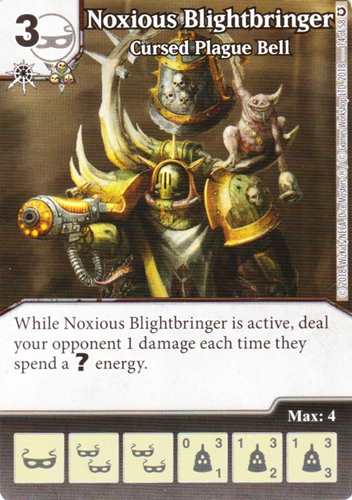 3
Noxious Blightbringer
Cursed Plague Bell
While Noxious Blightbringer is active, deal
your opponent 1 damage each time they
spend a ? energy.
Max: 4
0 3 1
1 3 2
1 3 3